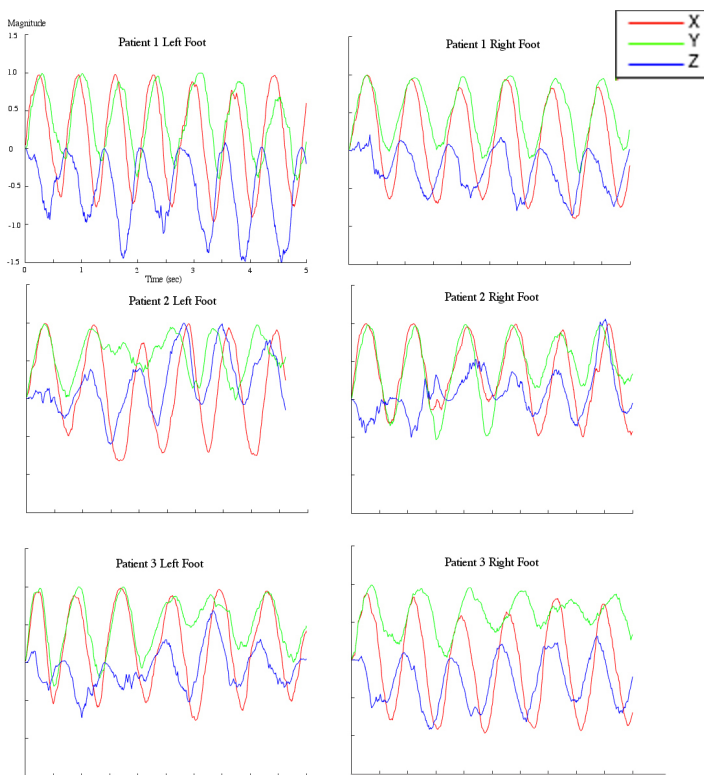 Magnitude
X
Y
Z
Patient 1 Left Foot
Patient 1 Right Foot
1.5
1.0
0.5
0
-0.5
-1.0
-1.5
0 1 2 3 4 5
Time (sec)
Patient 2 Left Foot
Patient 2 Right Foot
Patient 3 Left Foot
Patient 3 Right Foot